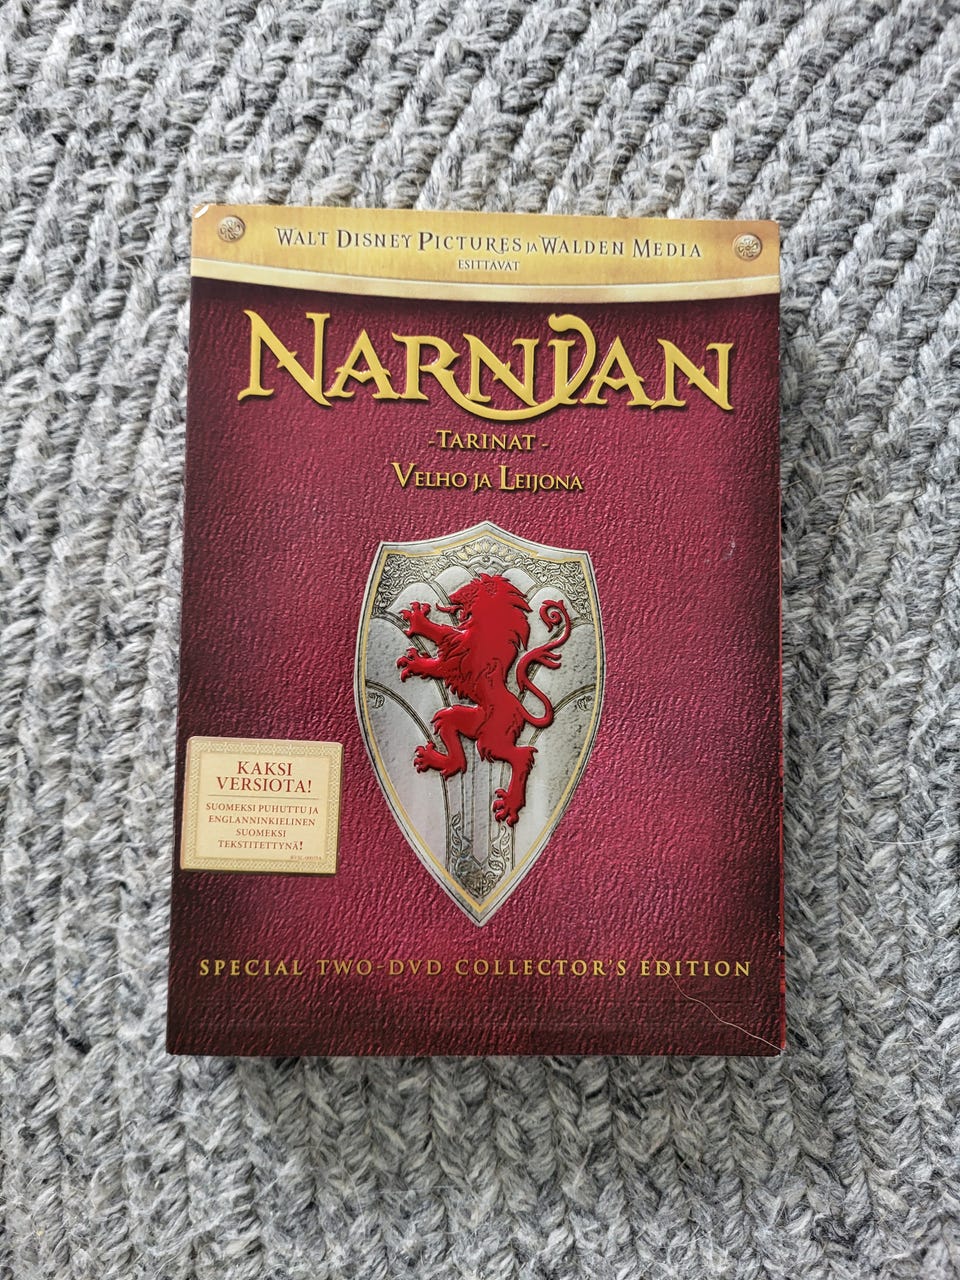 WALT DISNEY PICTURES JA WALDEN MEDIA
ESITTÄVÄT
NARNIAN
-TARINAT-
VELHO JA LEIJONA
KAKSI
VERSIOTA!
SUOMEKSI PUHUTTU JA
ENGLANNINKIELINEN
SUOMEKSI
TEKSTITETTYNÄ!
SPECIAL TWO-DVD COLLECTOR'S EDITION